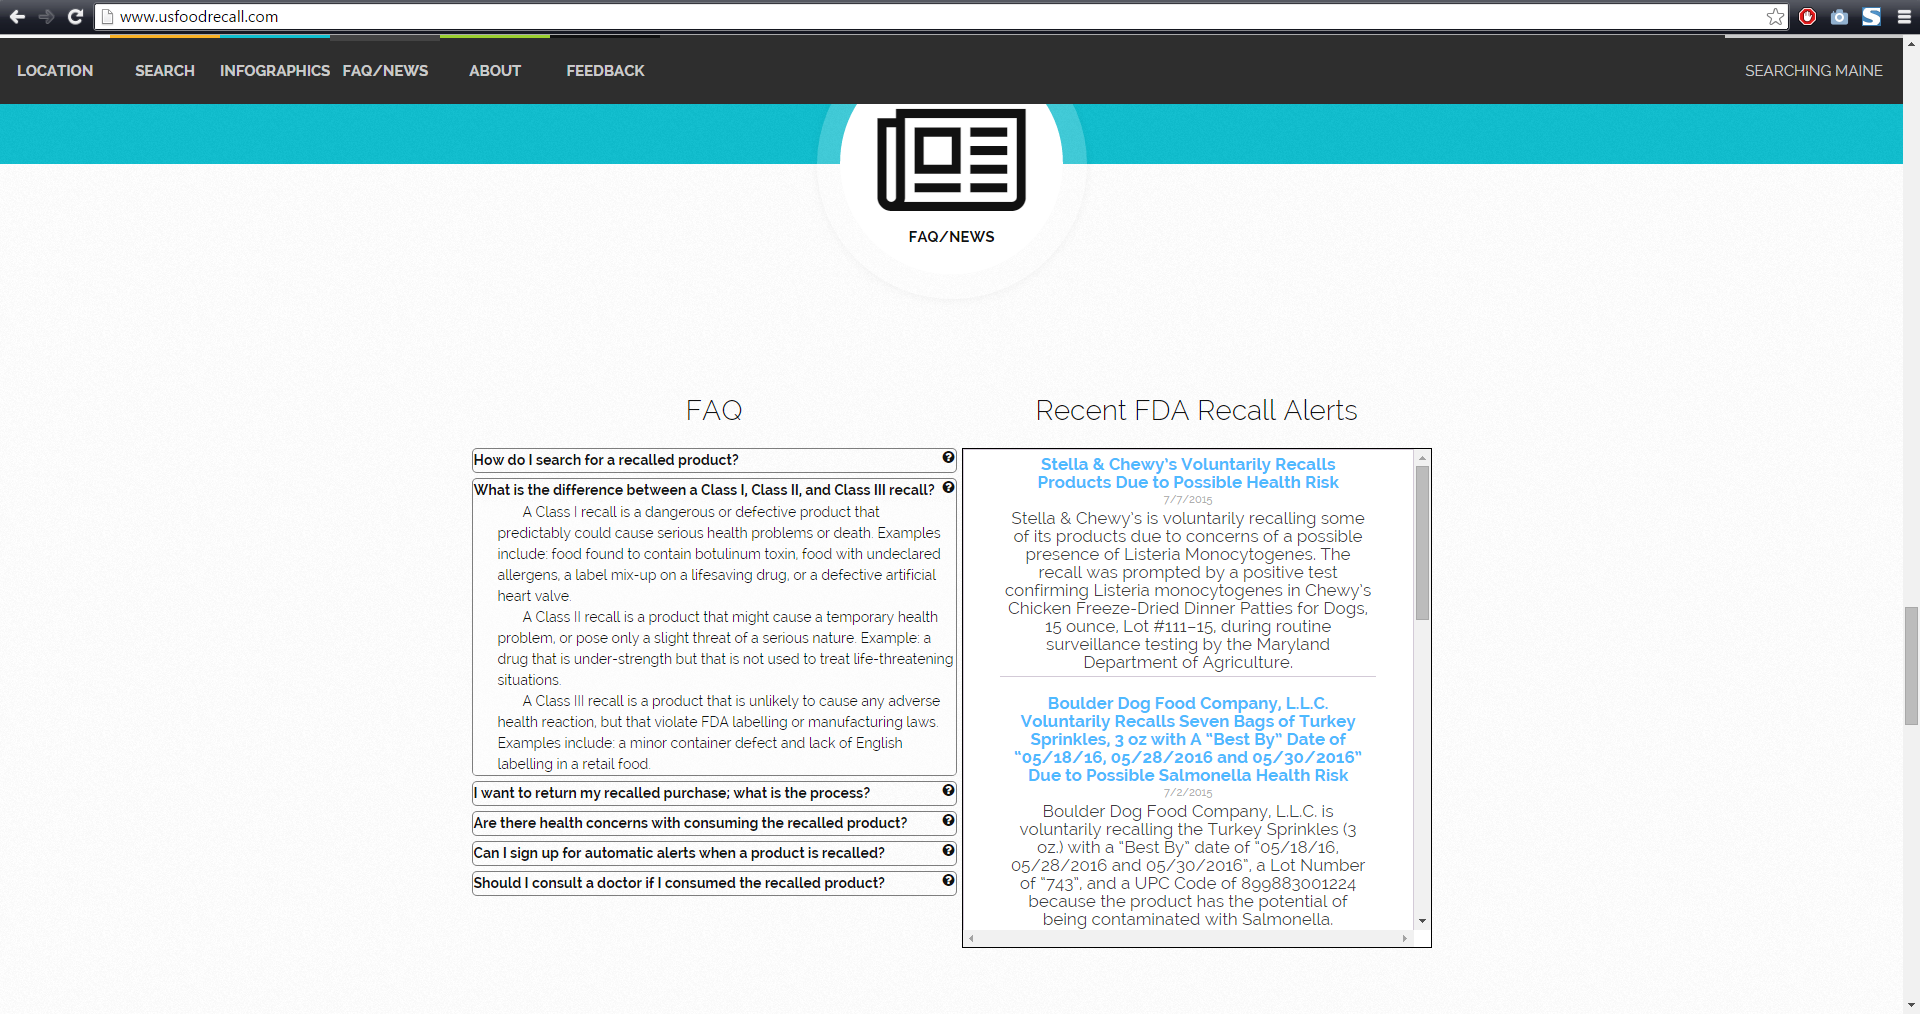 www.usfoodrecall.com
LOCATION SEARCH INFOGRAPHICS FAQ/NEWS ABOUT FEEDBACK SEARCHING MAINE
FAQ/NEWS
FAQ
How do I search for a recalled product?
What is the difference between a Class I, Class II, and Class III recall?
A Class I recall is a dangerous or defective product that
predictably could cause serious health problems or death. Examples
include: food found to contain botulinum toxin, food with undeclared
allergens, a label mix-up on a lifesaving drug, or a defective artificial
heart valve.
A Class II recall is a product that might cause a temporary health
problem, or pose only a slight threat of a serious nature. Example: a
drug that is under-strength but that is not used to treat life-threatening
situations.
A Class III recall is a product that is unlikely to cause any adverse
health reaction, but that violate FDA labelling or manufacturing laws.
Examples include: a minor container defect and lack of English
labelling in a retail food.
I want to return my recalled purchase; what is the process?
Are there health concerns with consuming the recalled product?
Can I sign up for automatic alerts when a product is recalled?
Should I consult a doctor if I consumed the recalled product?
Recent FDA Recall Alerts
Stella & Chewy's Voluntarily Recalls
Products Due to Possible Health Risk
7/7/2015
Stella & Chewy's is voluntarily recalling some
of its products due to concerns of a possible
presence of Listeria Monocytogenes. The
recall was prompted by a positive test
confirming Listeria monocytogenes in Chewy's
Chicken Freeze-Dried Dinner Patties for Dogs,
15 ounce, Lot #111-15, during routine
surveillance testing by the Maryland
Department of Agriculture.
Boulder Dog Food Company, L.L.C.
Voluntarily Recalls Seven Bags of Turkey
Sprinkles, 3 oz with A "Best By" Date of
"05/18/16, 05/28/2016 and 05/30/2016"
Due to Possible Salmonella Health Risk
7/2/2015
Boulder Dog Food Company, L.L.C. is
voluntarily recalling the Turkey Sprinkles (3
oz.) with a "Best By" date of "05/18/16,
05/28/2016 and 05/30/2016", a Lot Number
of "743", and a UPC Code of 899883001224
because the product has the potential of
being contaminated with Salmonella.